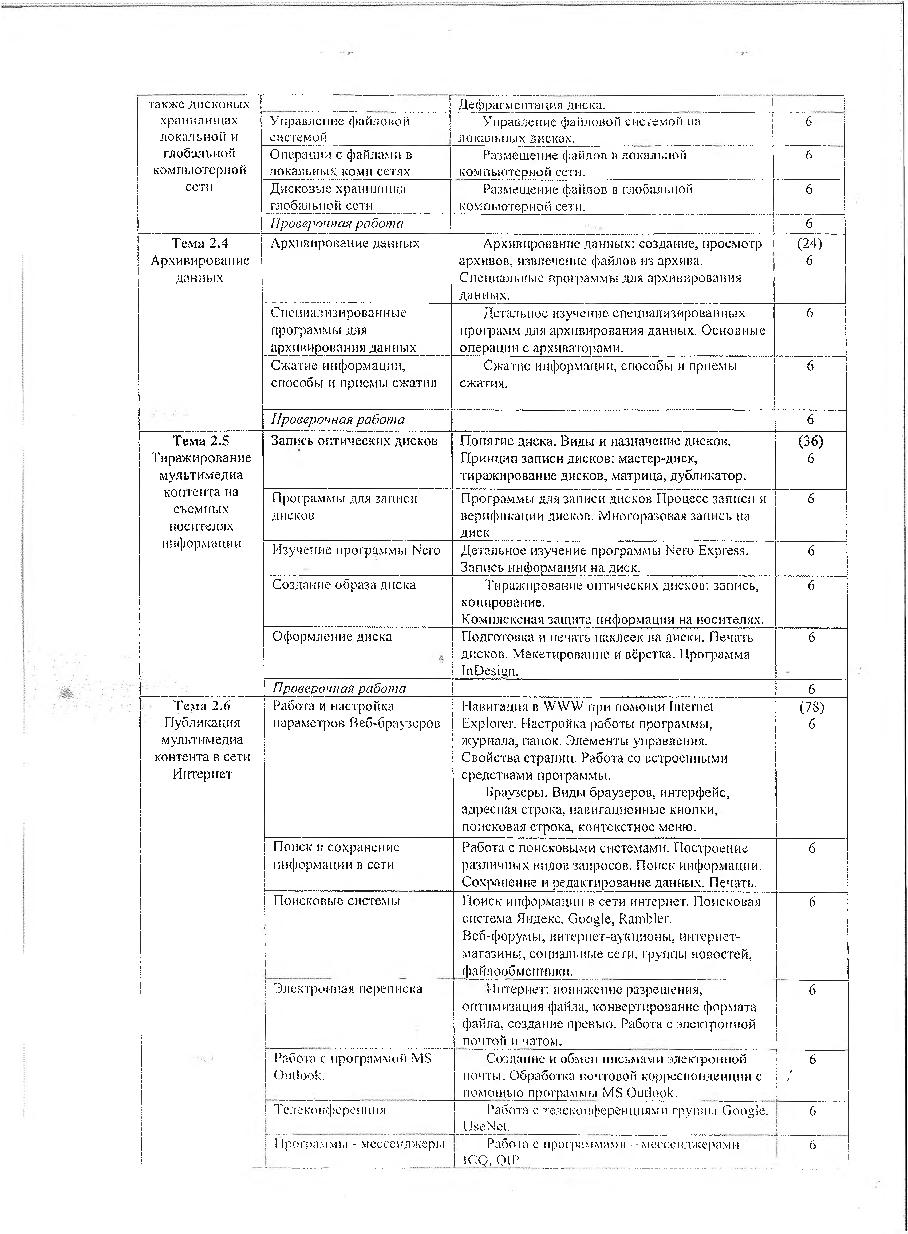 также дисковых
хранилищах
локальной и
глобальной
компьютерной
сети
Дефрагментация диска.
Управление файловой
системой
Управление файловой системой на
локальных дисках.
6
Операции с файлами в
локальных комп сетях
Размещение файлов в локальной
компьютерной сети.
6
Дисковые хранилища
глобальной сети
Размещение файлов в глобальной
компьютерной сети.
6
Проверочная работа
6
Тема 2.4
Архивирование
данных
Архивирование данных
Архивирование данных: создание, просмотр
архивов, извлечение файлов из архива.
Специальные программы для архивирования
данных.
(24)
6
Специализированные
программы для
архивирования данных
Детальное изучение специализированных
программ для архивирования данных. Основные
операции с архиваторами.
6
Сжатие информации,
способы и приемы сжатия
Сжатие информации, способы и приемы
сжатия.
6
Проверочная работа
6
Тема 2.5
Тиражирование
мультимедиа
контента на
съемных
носителях
информации
Запись оптических дисков
Понятие диска. Виды и назначение дисков.
Принцип записи дисков: мастер-диск,
тиражирование дисков, матрица, дубликатор.
(36)
6
Программы для записи
дисков
Программы для записи дисков Процесс записи и
верификации дисков. Многоразовая запись на
диск
6
Изучение программы Nero
Детальное изучение программы Nero Express.
Запись информации на диск.
6
Создание образа диска
Тиражирование оптических дисков: запись,
копирование.
Комплексная защита информации на носителях.
6
Оформление диска
Подготовка и печать наклеек на диски. Печать
дисков. Макетирование и вёрстка. Программа
InDesign.
6
Проверочная работа
6
Тема 2.6
Публикация
мультимедиа
контента в сети
Интернет
Работа и настройка
параметров Веб-браузеров
Навигация в WWW при помощи Internet
Explorer. Настройка работы программы,
журнала, папок. Элементы управления.
Свойства страниц. Работа со встроенными
средствами программы.
Браузеры. Виды браузеров, интерфейс,
адресная строка, навигационные кнопки,
поисковая строка, контекстное меню.
(78)
6
Поиск и сохранение
информации в сети
Работа с поисковыми системами. Построение
различных видов запросов. Поиск информации.
Сохранение и редактирование данных. Печать.
6
Поисковые системы
Поиск информации в сети интернет. Поисковая
система Яндекс, Google, Rambler.
Веб-форумы, интернет-аукционы, интернет-
магазины, социальные сети, группы новостей,
файлообменники.
6
Электронная переписка
Интернет: понижение разрешения,
оптимизация файла, конвертирование формата
файла, создание превью. Работа с электронной
почтой и чатом.
6
Работа с программой MS
Outlook.
Создание и обмен письмами электронной
почты. Обработка почтовой корреспонденции с
помощью программы MS Outlook.
6
Телеконференция
Работа с телеконференциями группы Google.
UseNet.
6
Программы - мессенджеры
Работа с программами - мессенджерами
ICQ, QIP
6